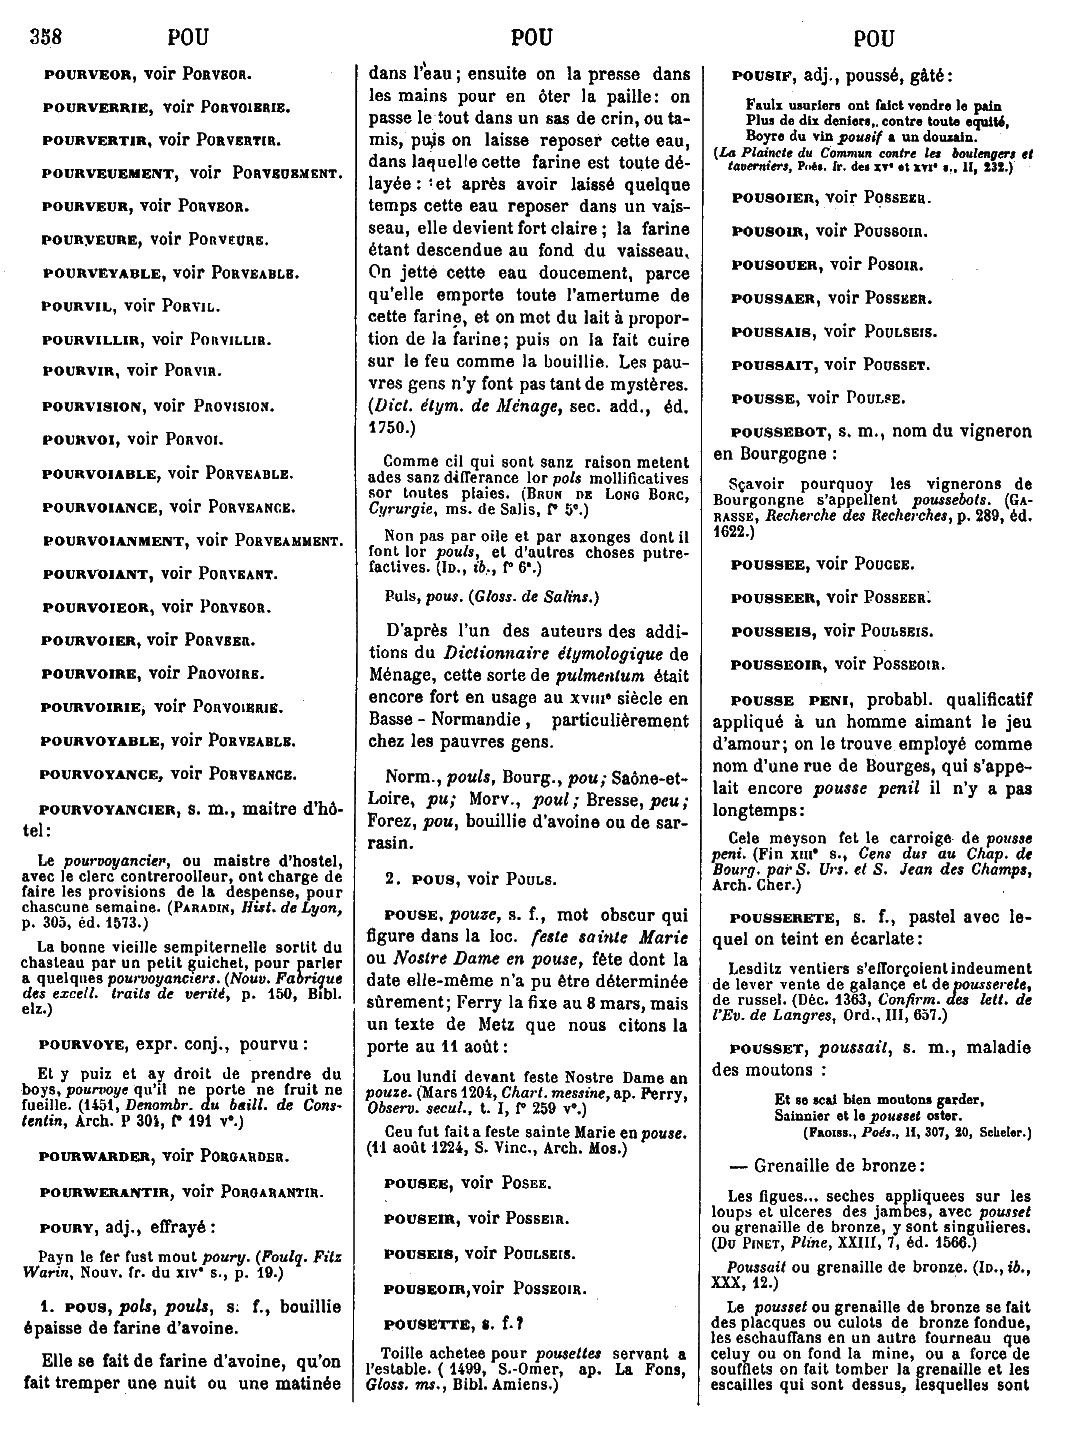 358 POU POU POU
POURVEOR, voir PORVEOR.
POURVERRIE, voir PORVOIERIE.
POURVERTIR, voir PORVERTIR.
POURVEUEMENT, voir PORVEUEMENT.
POURVEUR, voir PORVEOR.
POURVEURE, voir PORVEURE.
POURVEYABLE, voir PORVEABLE.
POURVIL, voir PORVIL.
POURVILLIR, voir PORVILLIR.
POURVIR, voir PORVIR.
POURVISION, voir PROVISION.
POURVOI, voir PORVOI.
POURVOIABLE, voir PORVEABLE.
POURVOIANCE, voir PORVEANCE.
POURVOIANMENT, voir PORVEAMMENT.
POURVOIANT, voir PORVEANT.
POURVOIEOR, voir PORVEOR.
POURVOIER, voir PORVEER.
POURVOIRE, voir PROVOIRE.
POURVOIRIE, voir PORVOIERIE.
POURVOYABLE, voir PORVEABLE.
POURVOYANCE, voir PORVEANCE.
POURVOYANCIER, s. m., maitre d'hô-
tel:
Le pourvoyancier, ou maistre d'hostel,
avec le clerc contreroolleur, ont charge de
faire les provisions de la despense, pour
chascune semaine. (PARADIN, Hist. de Lyon,
p. 305, éd. 1573.)
La bonne vieille sempiternelle sortit du
chasteau par un petit guichet, pour parler
a quelques pourvoyanciers. (Nouv. Fabrique
des excell. traits de verité, p. 150, Bibl.
elz.)
POURVOYE, expr. conj., pourvu :
Et y puiz et ay droit de prendre du
boys, pourvoye qu'il ne porte ne fruit ne
fueille. (1451, Denombr. du baill. de Cons-
tentin, Arch. P 304, f° 191 v°.)
POURWARDER, voir PORGARDER.
POURWERANTIR, voir PORGARANTIR.
POURY, adj., effrayé :
Payn le fer fust mout poury. (Foulq. Fitz
Warin, Nouv. fr. du XIV° s., p. 19.)
1. POUS, pols, pouls, s. f., bouillie
épaisse de farine d'avoine.
Elle se fait de farine d'avoine, qu'on
fait tremper une nuit ou une matinée
dans l'eau ; ensuite on la presse dans
les mains pour en ôter la paille: on
passe le tout dans un sas de crin, ou ta-
mis, puis on laisse reposer cette eau,
dans laquelle cette farine est toute dé-
layée : et après avoir laissé quelque
temps cette eau reposer dans un vais-
seau, elle devient fort claire ; la farine
étant descendue au fond du vaisseau.
On jette cette eau doucement, parce
qu'elle emporte toute l'amertume de
cette farine, et on met du lait à propor-
tion de la farine; puis on la fait cuire
sur le feu comme la bouillie. Les pau-
vres gens n'y font pas tant de mystères.
(Dict. étym. de Ménage, sec. add., éd.
1750.)
Comme cil qui sont sanz raison metent
ades sanz differance lor pols mollificatives
sor toutes plaies. (BRUN DE LONG BORC,
Cyrurgie, ms. de Salis, f° 5°.)
Non pas par oile et par axonges dont il
font lor pouls, et d'autres choses putre-
factives. (ID., ib., f° 6°.)
Puls, pous. (Gloss. de Salins.)
D'après l'un des auteurs des addi-
tions du Dictionnaire étymologique de
Ménage, cette sorte de pulmentum était
encore fort en usage au XVIII° siècle en
Basse - Normandie, particulièrement
chez les pauvres gens.
Norm., pouls, Bourg., pou; Saône-et-
Loire, pu; Morv., poul; Bresse, peu;
Forez, pou, bouillie d'avoine ou de sar-
rasin.
2. POUS, voir POULS.
POUSE, pouze, s. f., mot obscur qui
figure dans la loc. feste sainte Marie
ou Nostre Dame en pouse, fête dont la
date elle-même n'a pu être déterminée
sûrement; Ferry la fixe au 8 mars, mais
un texte de Metz que nous citons la
porte au 11 août :
Lou lundi devant feste Nostre Dame an
pouze. (Mars 1204, Chart. messine, ap. Perry,
Observ. secul., t. I, f° 259 v°.)
Ceu fut fait a feste sainte Marie en pouse.
(11 août 1224, S. Vinc., Arch. Mos.)
POUSEE, voir POSEE.
POUSEIR, voir POSSEIR.
POUSEIS, voir POULSEIS.
POUSEOIR, voir POSSEOIR.
POUSETTE, s. f.?
Toille achetee pour pousettes servant a
l'estable. (1499, S.-Omer, ap. La Fons,
Gloss. ms., Bibl. Amiens.)
POUSIF, adj., poussé, gâté :
Faulx usuriers ont faict vendre le pain
Plus de dix deniers, contre toute equité,
Boyre du vin pousif a un douzain.
(La Plaincte du Commun contre les boulengers et
taverniers, Poés. fr. des XV° et XVI° s., II, 232.)
POUSOIER, voir POSSEER.
POUSOIR, voir POUSSOIR.
POUSOUER, voir POSOIR.
POUSSAER, voir POSSEER.
POUSSAIS, voir POULSEIS.
POUSSAIT, voir POUSSET.
POUSSE, voir POULSE.
POUSSEBOT, s. m., nom du vigneron
en Bourgogne :
Sçavoir pourquoy les vignerons de
Bourgongne s'appellent poussebots. (GA-
RASSE, Recherche des Recherches, p. 289, éd.
1622.)
POUSSEE, voir POUCEE.
POUSSEER, voir POSSEER.
POUSSEIS, voir POULSEIS.
POUSSEOIR, voir POSSEOIR.
POUSSE PENI, probabl. qualificatif
appliqué à un homme aimant le jeu
d'amour; on le trouve employé comme
nom d'une rue de Bourges, qui s'appe-
lait encore pousse penil il n'y a pas
longtemps:
Cele meyson fet le carroige de pousse
peni. (Fin XIII° s., Cens dus au Chap. de
Bourg. par S. Urs. et S. Jean des Champs,
Arch. Cher.)
POUSSERETE, s. f., pastel avec le-
quel on teint en écarlate:
Lesditz ventiers s'efforçoient indeument
de lever vente de galance et de pousserete,
de russel. (Déc. 1363, Confirm. des lett. de
l'Ev. de Langres, Ord., III, 657.)
POUSSET, poussail, s. m., maladie
des moutons :
Et se scai bien moutons garder,
Sainnier et le pousset oster.
(FROISS., Poés., II, 307, 20, Scheler.)
— Grenaille de bronze:
Les figues... seches appliquees sur les
loups et ulceres des jambes, avec pousset
ou grenaille de bronze, y sont singulieres.
(DU PINET, Pline, XXIII, 7, éd. 1566.)
Poussait ou grenaille de bronze. (ID., ib.,
XXX, 12.)
Le pousset ou grenaille de bronze se fait
des placques ou culots de bronze fondue,
les eschauffans en un autre fourneau que
celuy ou on fond la mine, ou a force de
soufflets on fait tomber la grenaille et les
escailles qui sont dessus, lesquelles sont